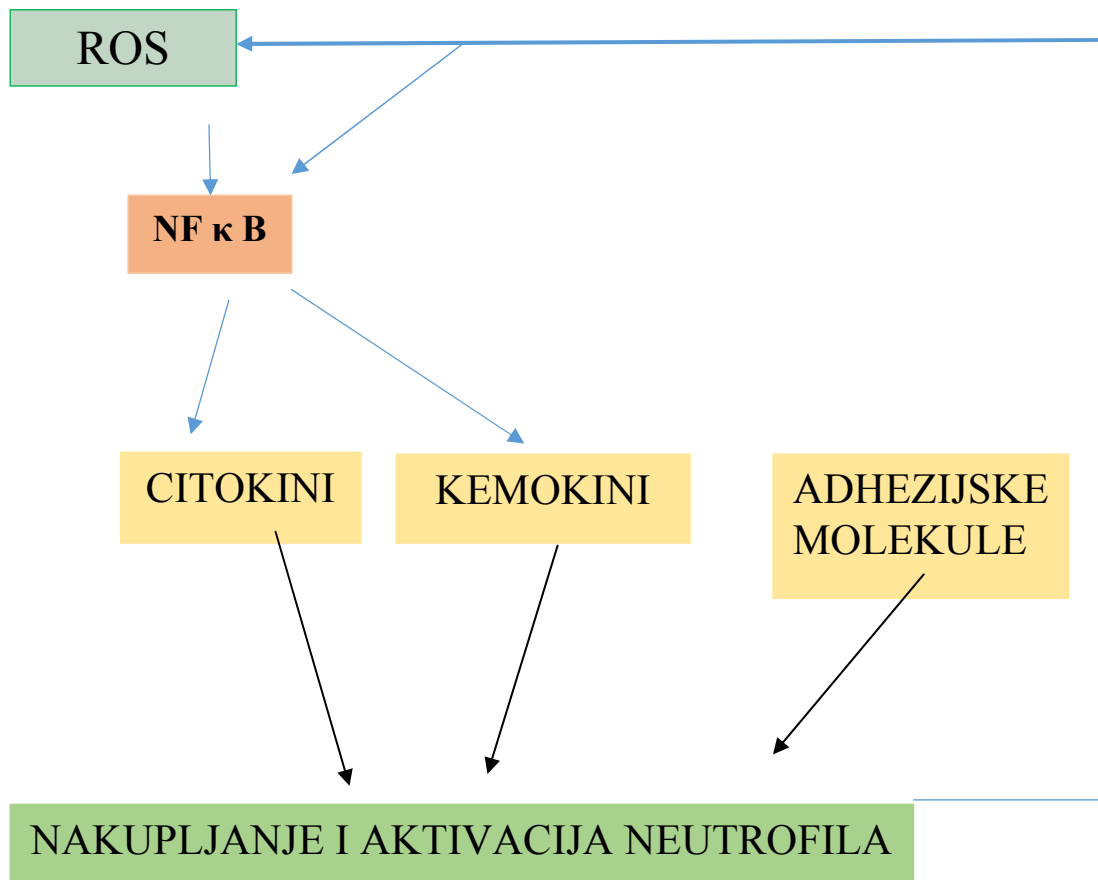 ROS
NF κ B
CITOKINI
KEMOKINI
ADHEZIJSKE
MOLEKULE
NAKUPLJANJE I AKTIVACIJA NEUTROFILA